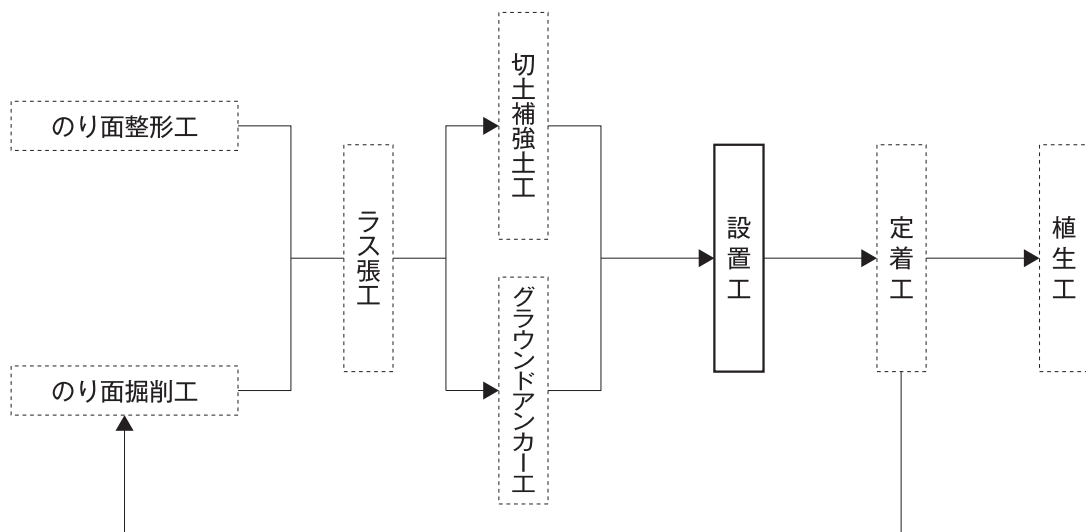 のり面整形工
のり面掘削工
ラス張工
切土補強土工
グラウンドアンカー工
設置工
定着工
植生工